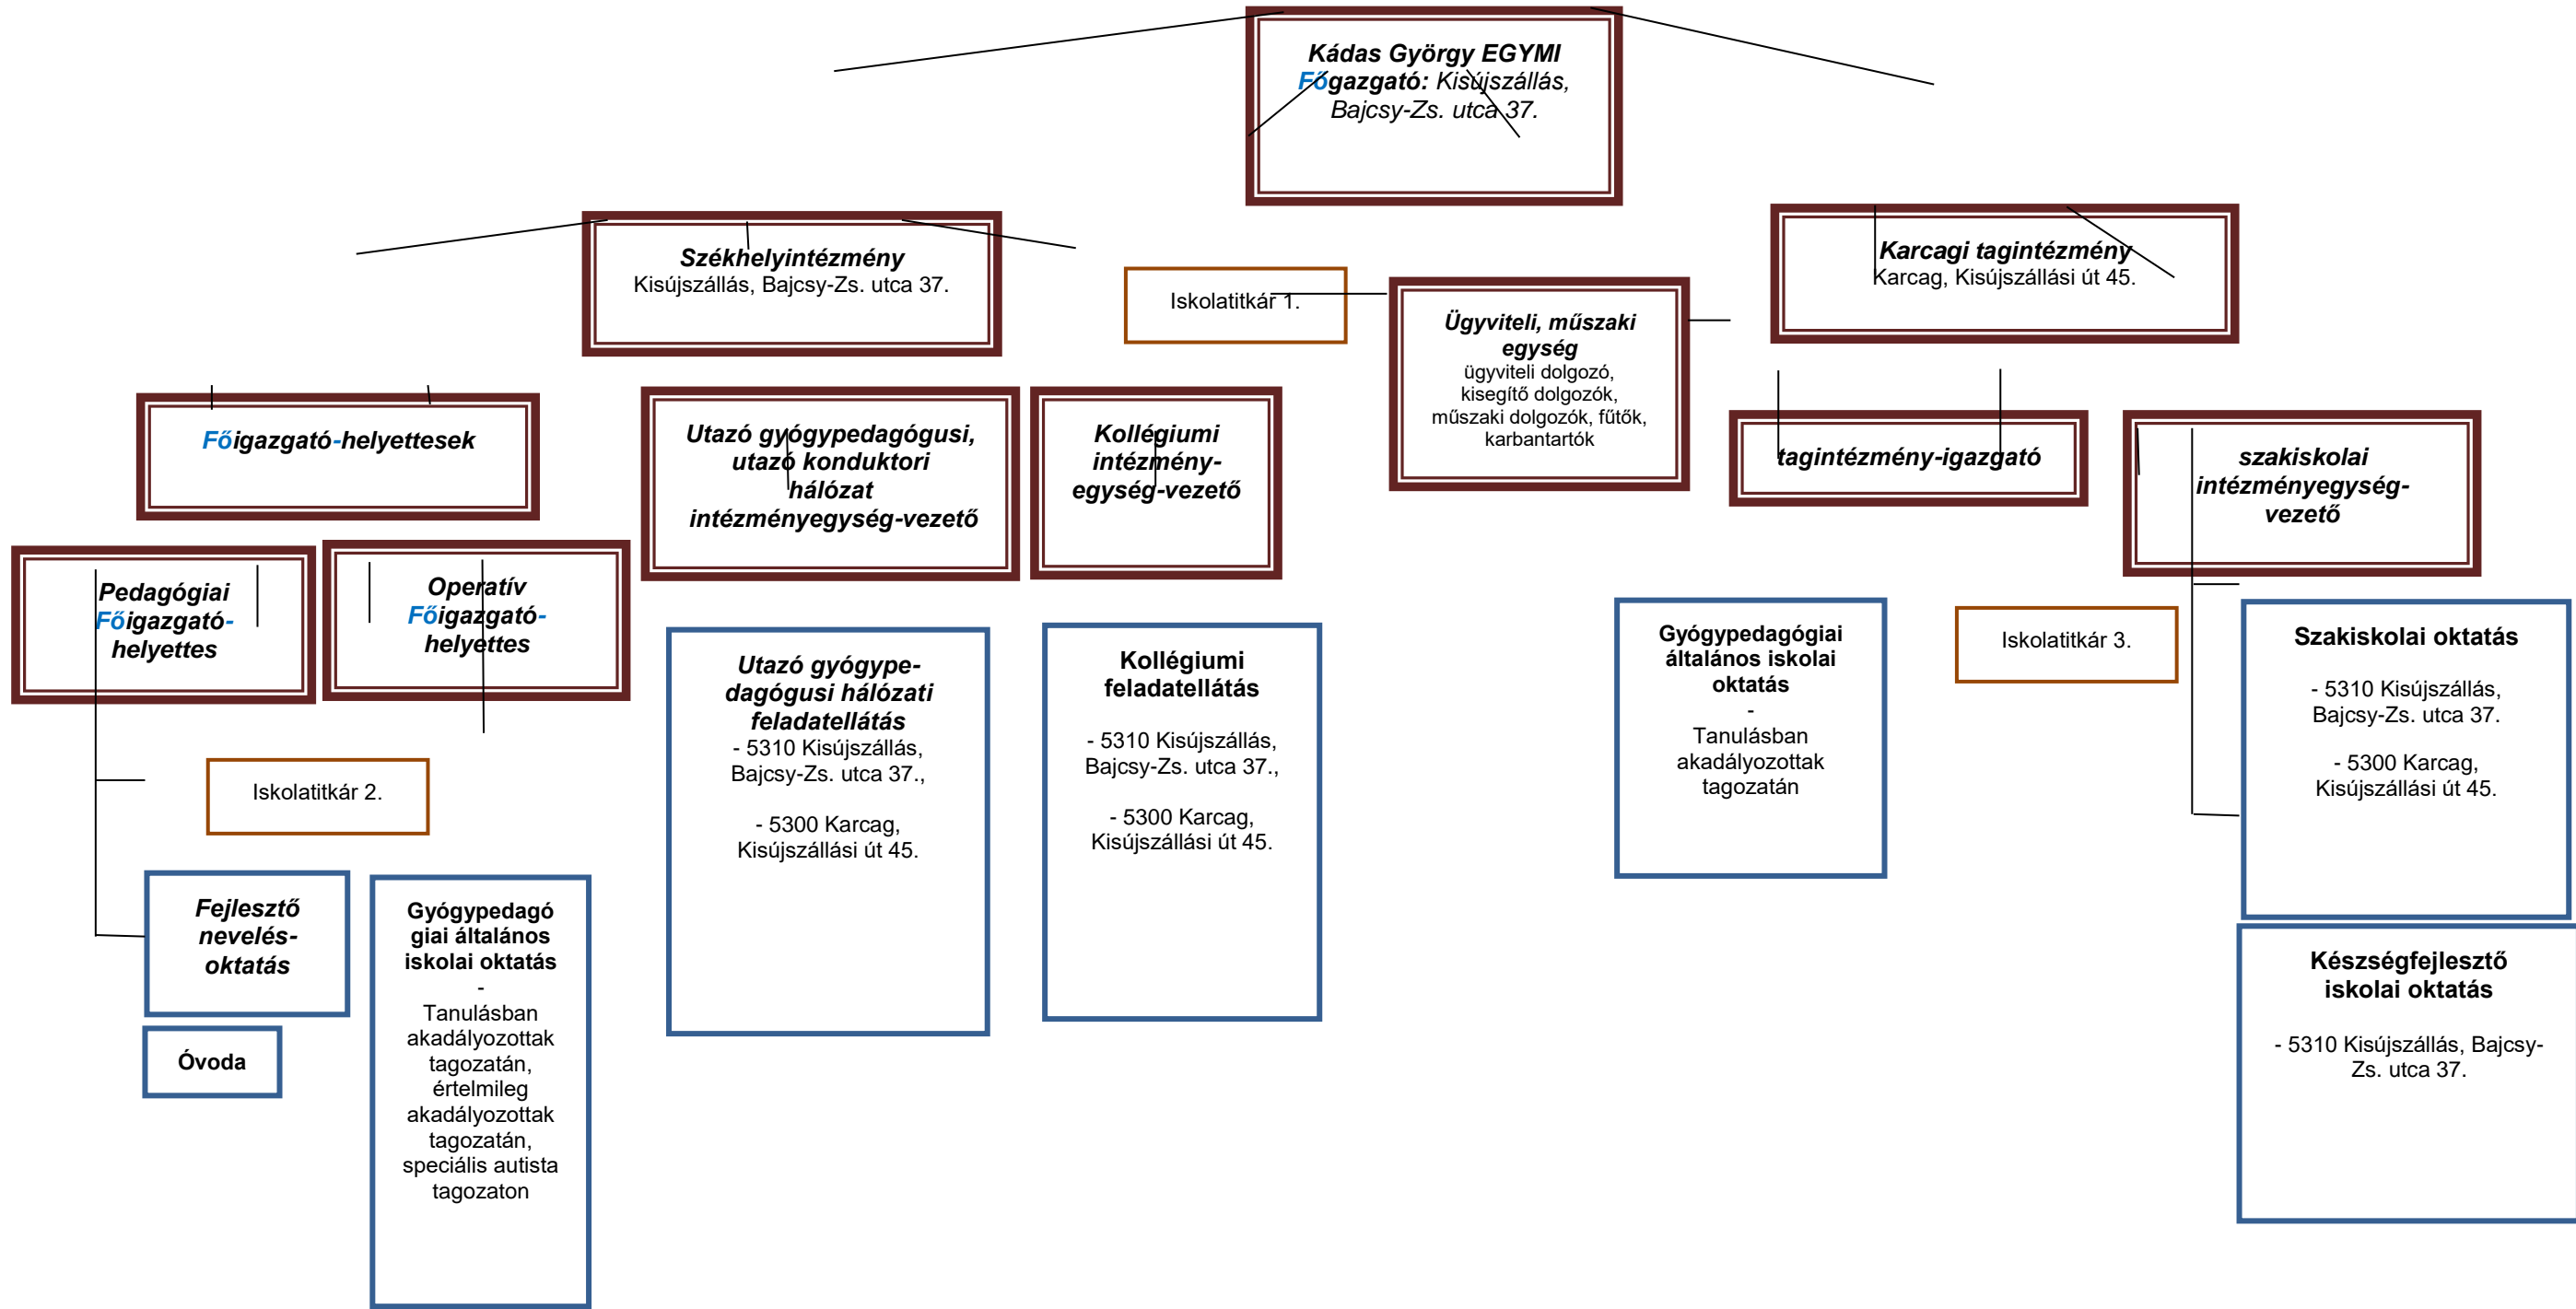 Kádas György EGYMI
Főgazgató: Kisújszállás,
Bajcsy-Zs. utca 37.
Székhelyintézmény
Kisújszállás, Bajcsy-Zs. utca 37.
Iskolatitkár 1.
Ügyviteli, műszaki
egység
ügyviteli dolgozó,
kisegítő dolgozók,
műszaki dolgozók, fűtők,
karbantartók
Karcagi tagintézmény
Karcag, Kisújszállási út 45.
Főigazgató-helyettesek
Utazó gyógypedagógusi,
utazó konduktori
hálózat
intézményegység-vezető
Kollégiumi
intézmény-
egység-vezető
tagintézmény-igazgató
szakiskolai
intézményegység-
vezető
Pedagógiai
Főigazgató-
helyettes
Operatív
Főigazgató-
helyettes
Utazó gyógype-
dagógusi hálózati
feladatellátás
- 5310 Kisújszállás,
Bajcsy-Zs. utca 37.,
- 5300 Karcag,
Kisújszállási út 45.
Kollégiumi
feladatellátás
- 5310 Kisújszállás,
Bajcsy-Zs. utca 37.,
- 5300 Karcag,
Kisújszállási út 45.
Gyógypedagógiai
általános iskolai
oktatás
-
Tanulásban
akadályozottak
tagozatán
Iskolatitkár 3.
Szakiskolai oktatás
- 5310 Kisújszállás,
Bajcsy-Zs. utca 37.
- 5300 Karcag,
Kisújszállási út 45.
Iskolatitkár 2.
Fejlesztő
nevelés-
oktatás
Óvoda
Gyógypedagó
giai általános
iskolai oktatás
-
Tanulásban
akadályozottak
tagozatán,
értelmileg
akadályozottak
tagozatán,
speciális autista
tagozaton
Készségfejlesztő
iskolai oktatás
- 5310 Kisújszállás, Bajcsy-
Zs. utca 37.